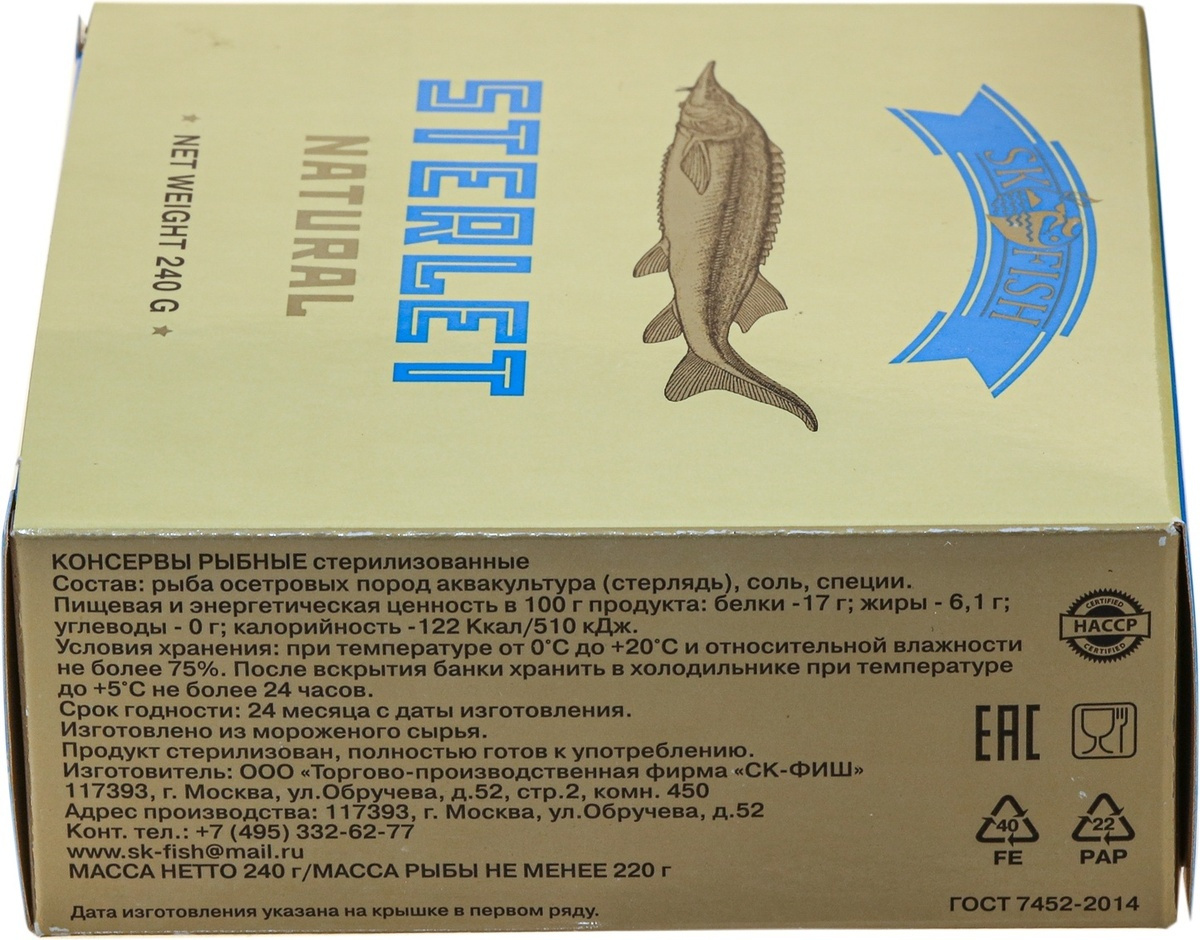 SK FISH
STERLET
NATURAL
★ NET WEIGHT 240 G ★
КОНСЕРВЫ РЫБНЫЕ стерилизованные
Состав: рыба осетровых пород аквакультура (стерлядь), соль, специи.
Пищевая и энергетическая ценность в 100 г продукта: белки -17 г; жиры - 6,1 г;
углеводы - 0 г; калорийность -122 Ккал/510 кДж.
Условия хранения: при температуре от 0°С до +20°С и относительной влажности
не более 75%. После вскрытия банки хранить в холодильнике при температуре
до +5°С не более 24 часов.
Срок годности: 24 месяца с даты изготовления.
Изготовлено из мороженого сырья.
Продукт стерилизован, полностью готов к употреблению.
Изготовитель: ООО «Торгово-производственная фирма «СК-ФИШ»
117393, г. Москва, ул.Обручева, д.52, стр.2, комн. 450
Адрес производства: 117393, г. Москва, ул.Обручева, д.52
Конт. тел.: +7 (495) 332-62-77
www.sk-fish@mail.ru
МАССА НЕТТО 240 г/МАССА РЫБЫ НЕ МЕНЕЕ 220 г
Дата изготовления указана на крышке в первом ряду.
CERTIFIED
HACCP
CERTIFIED
EAC
40
FE
22
PAP
ГОСТ 7452-2014